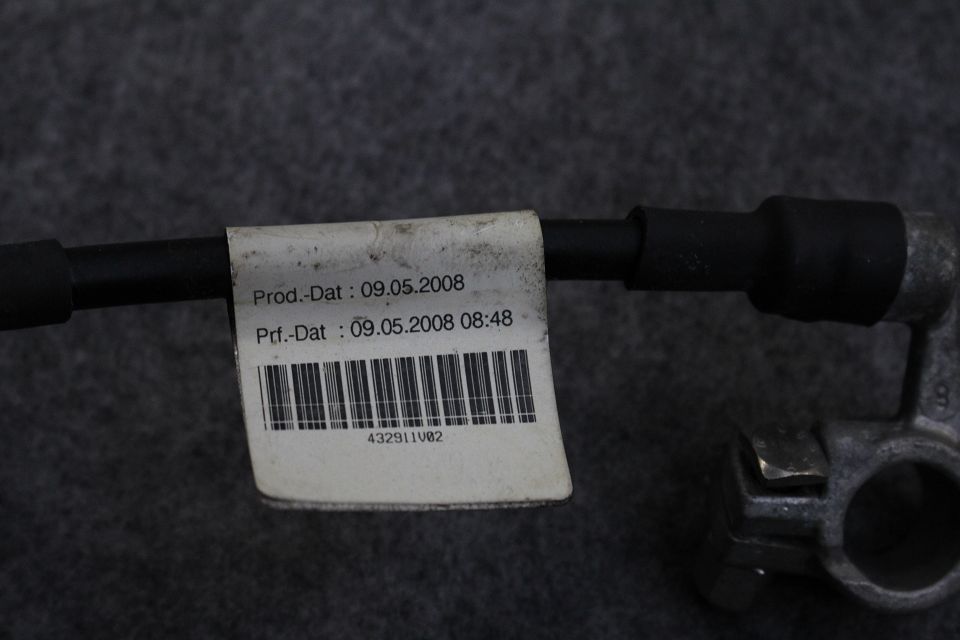 Prod.-Dat : 09.05.2008
Prf.-Dat : 09.05.2008 08:48
432911V02